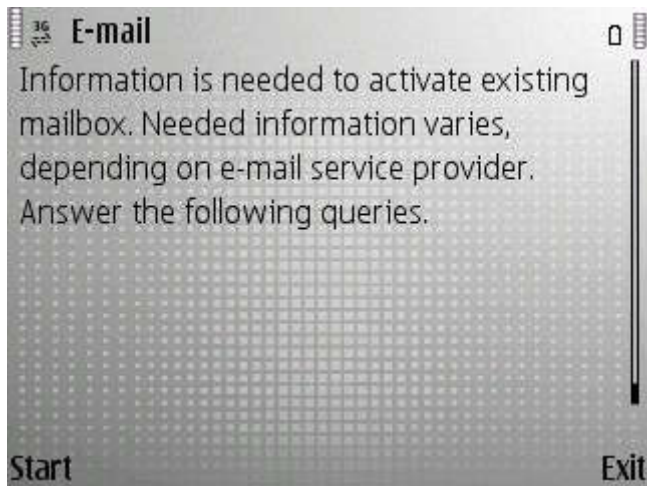 3G E-mail
Information is needed to activate existing
mailbox. Needed information varies,
depending on e-mail service provider.
Answer the following queries.
Start Exit